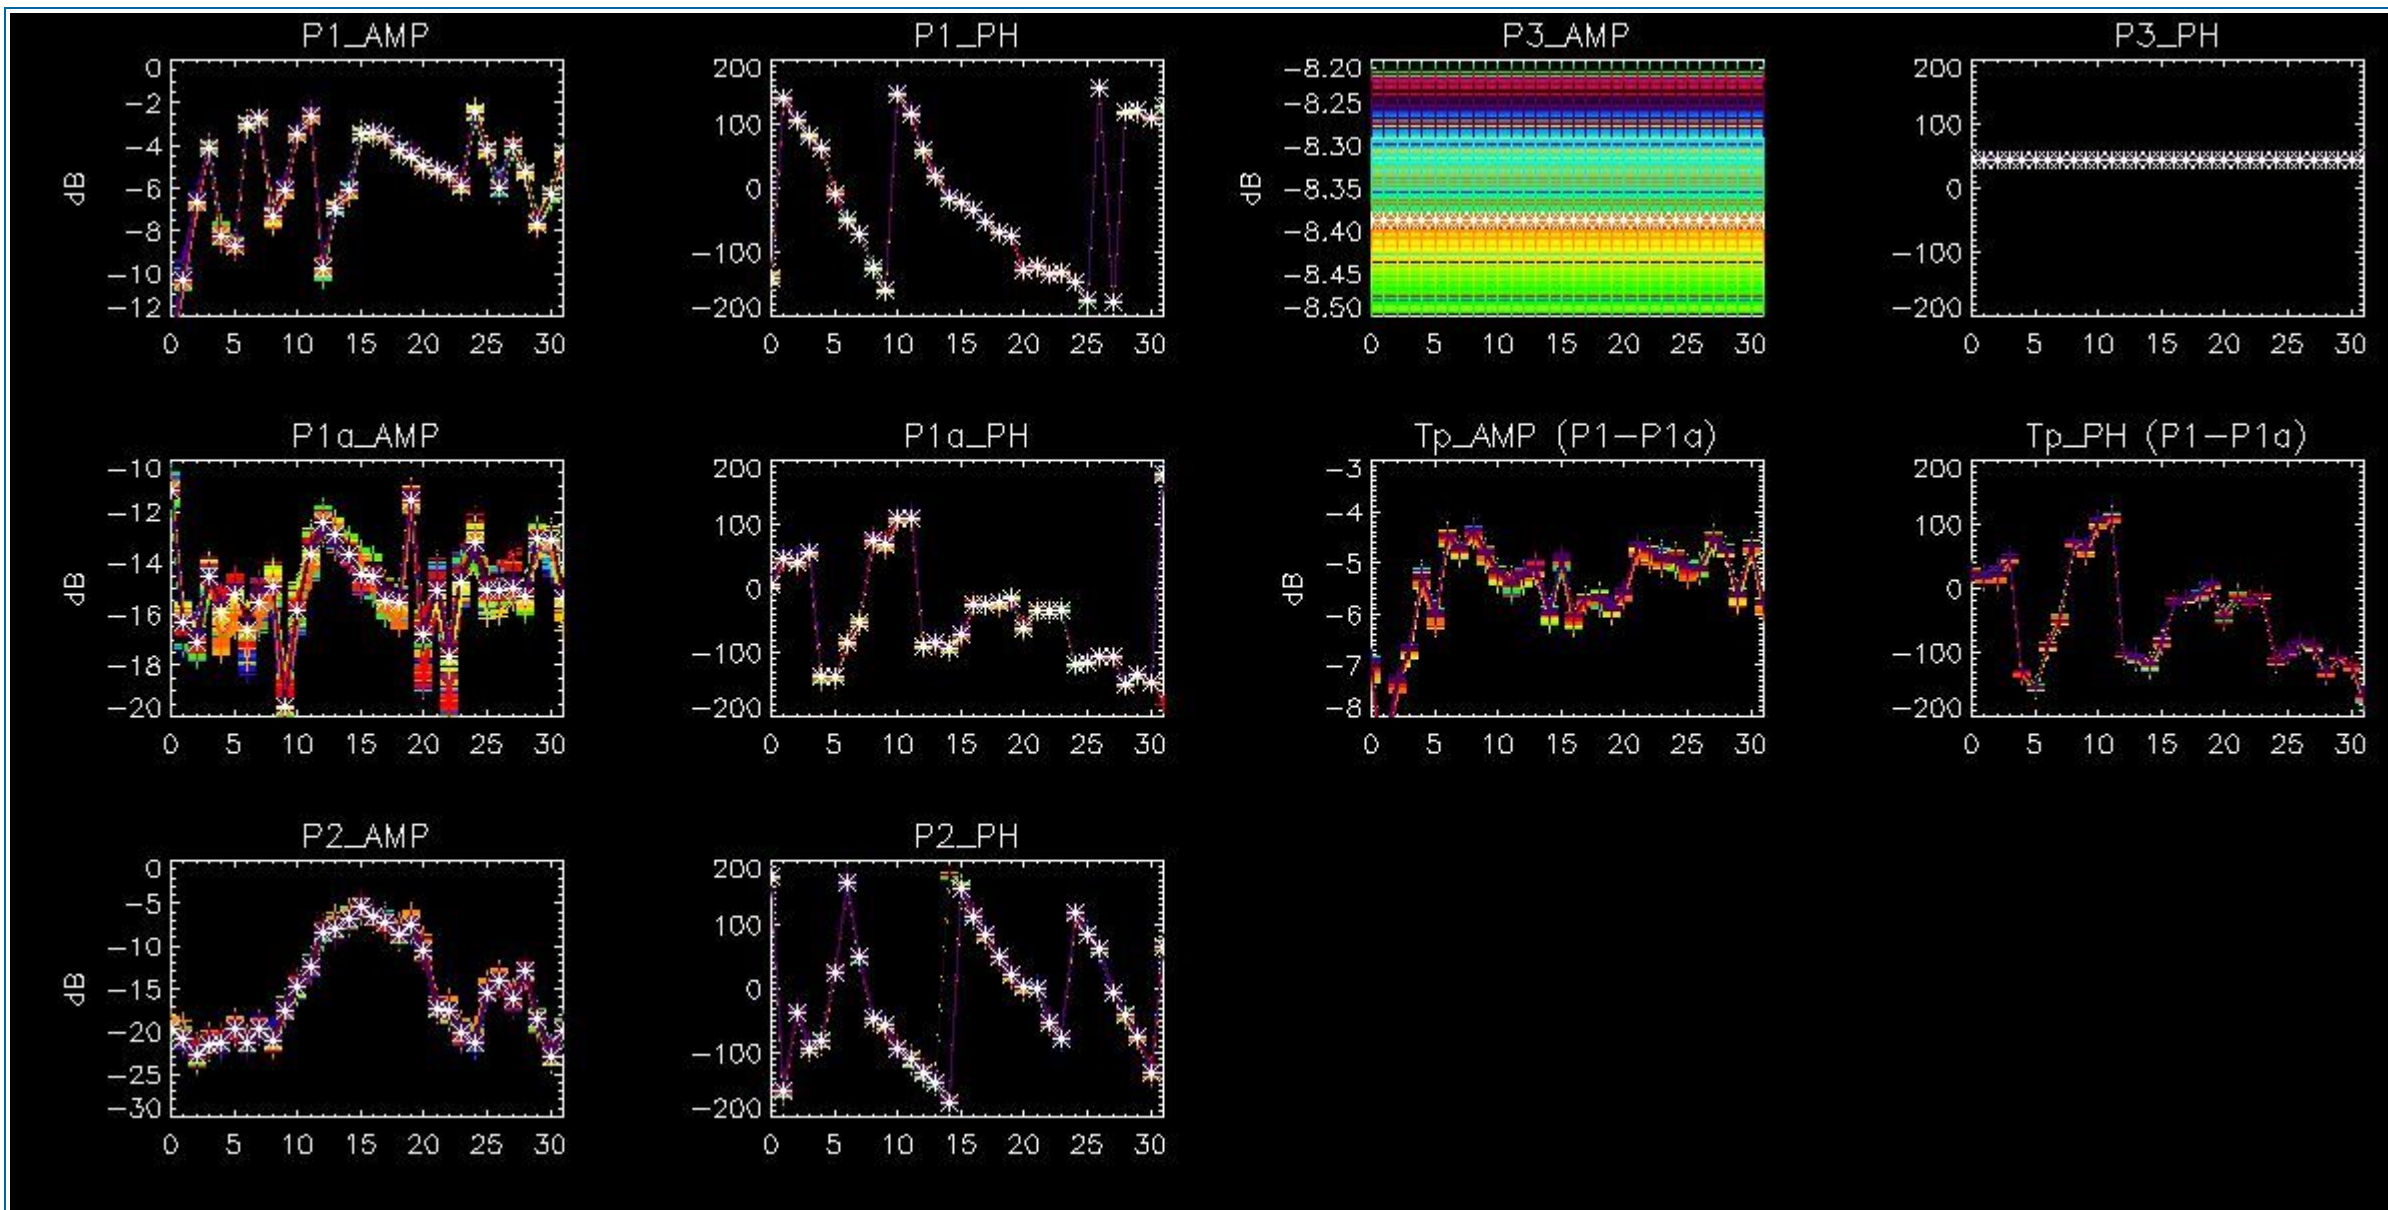 P1_AMP
0
−2
−4
−6
−8
−10
−12
dB
0 5 10 15 20 25 30
P1_PH
200
100
0
−100
−200
0 5 10 15 20 25 30
P3_AMP
−8.20
−8.25
−8.30
−8.35
−8.40
−8.45
−8.50
dB
0 5 10 15 20 25 30
P3_PH
200
100
0
−100
−200
0 5 10 15 20 25 30
P1a_AMP
−10
−12
−14
−16
−18
−20
dB
0 5 10 15 20 25 30
P1a_PH
200
100
0
−100
−200
0 5 10 15 20 25 30
Tp_AMP (P1−P1a)
−3
−4
−5
−6
−7
−8
dB
0 5 10 15 20 25 30
Tp_PH (P1−P1a)
200
100
0
−100
−200
0 5 10 15 20 25 30
P2_AMP
0
−5
−10
−15
−20
−25
−30
dB
0 5 10 15 20 25 30
P2_PH
200
100
0
−100
−200
0 5 10 15 20 25 30